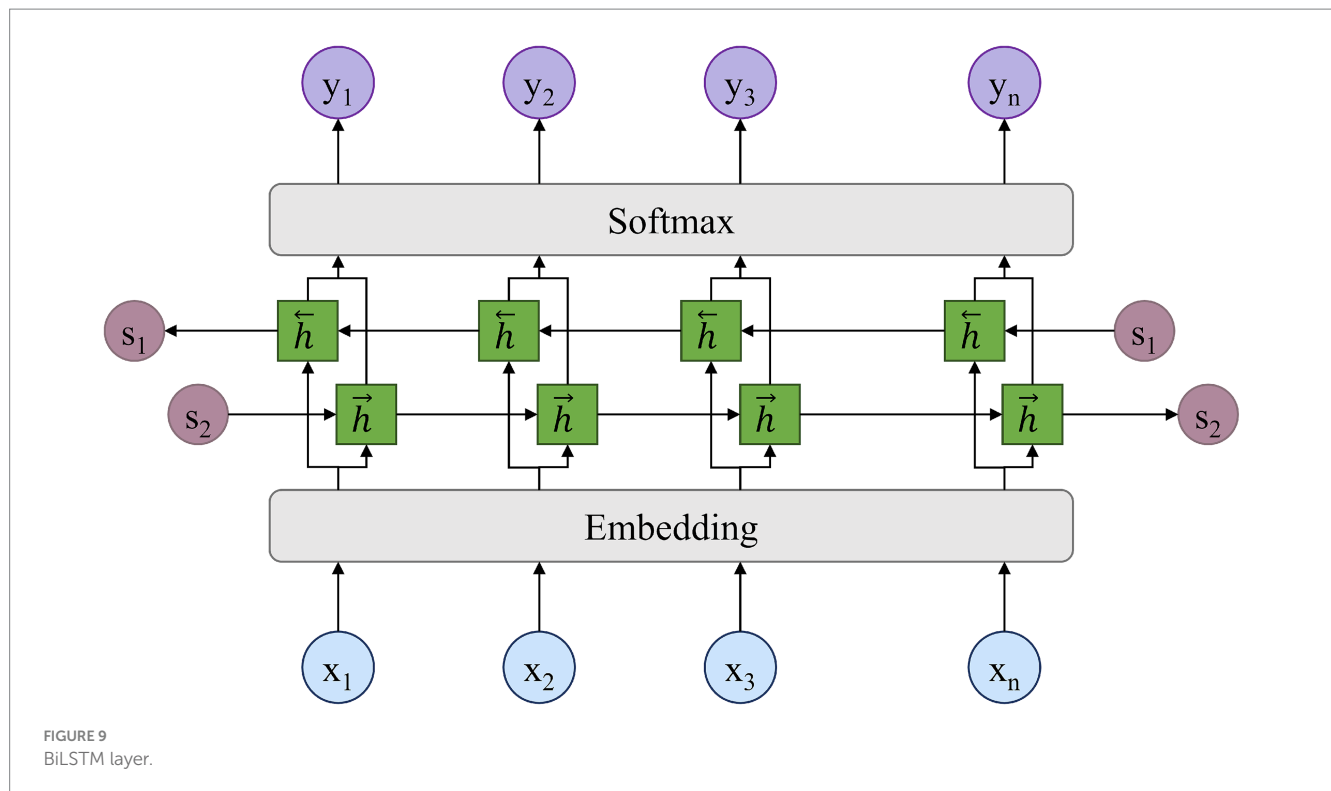 y₁ y₂ y₃ yₙ
Softmax
s₁ ←h ←h ←h ←h s₁
s₂ →h →h →h →h s₂
Embedding
x₁ x₂ x₃ xₙ
FIGURE 9
BiLSTM layer.